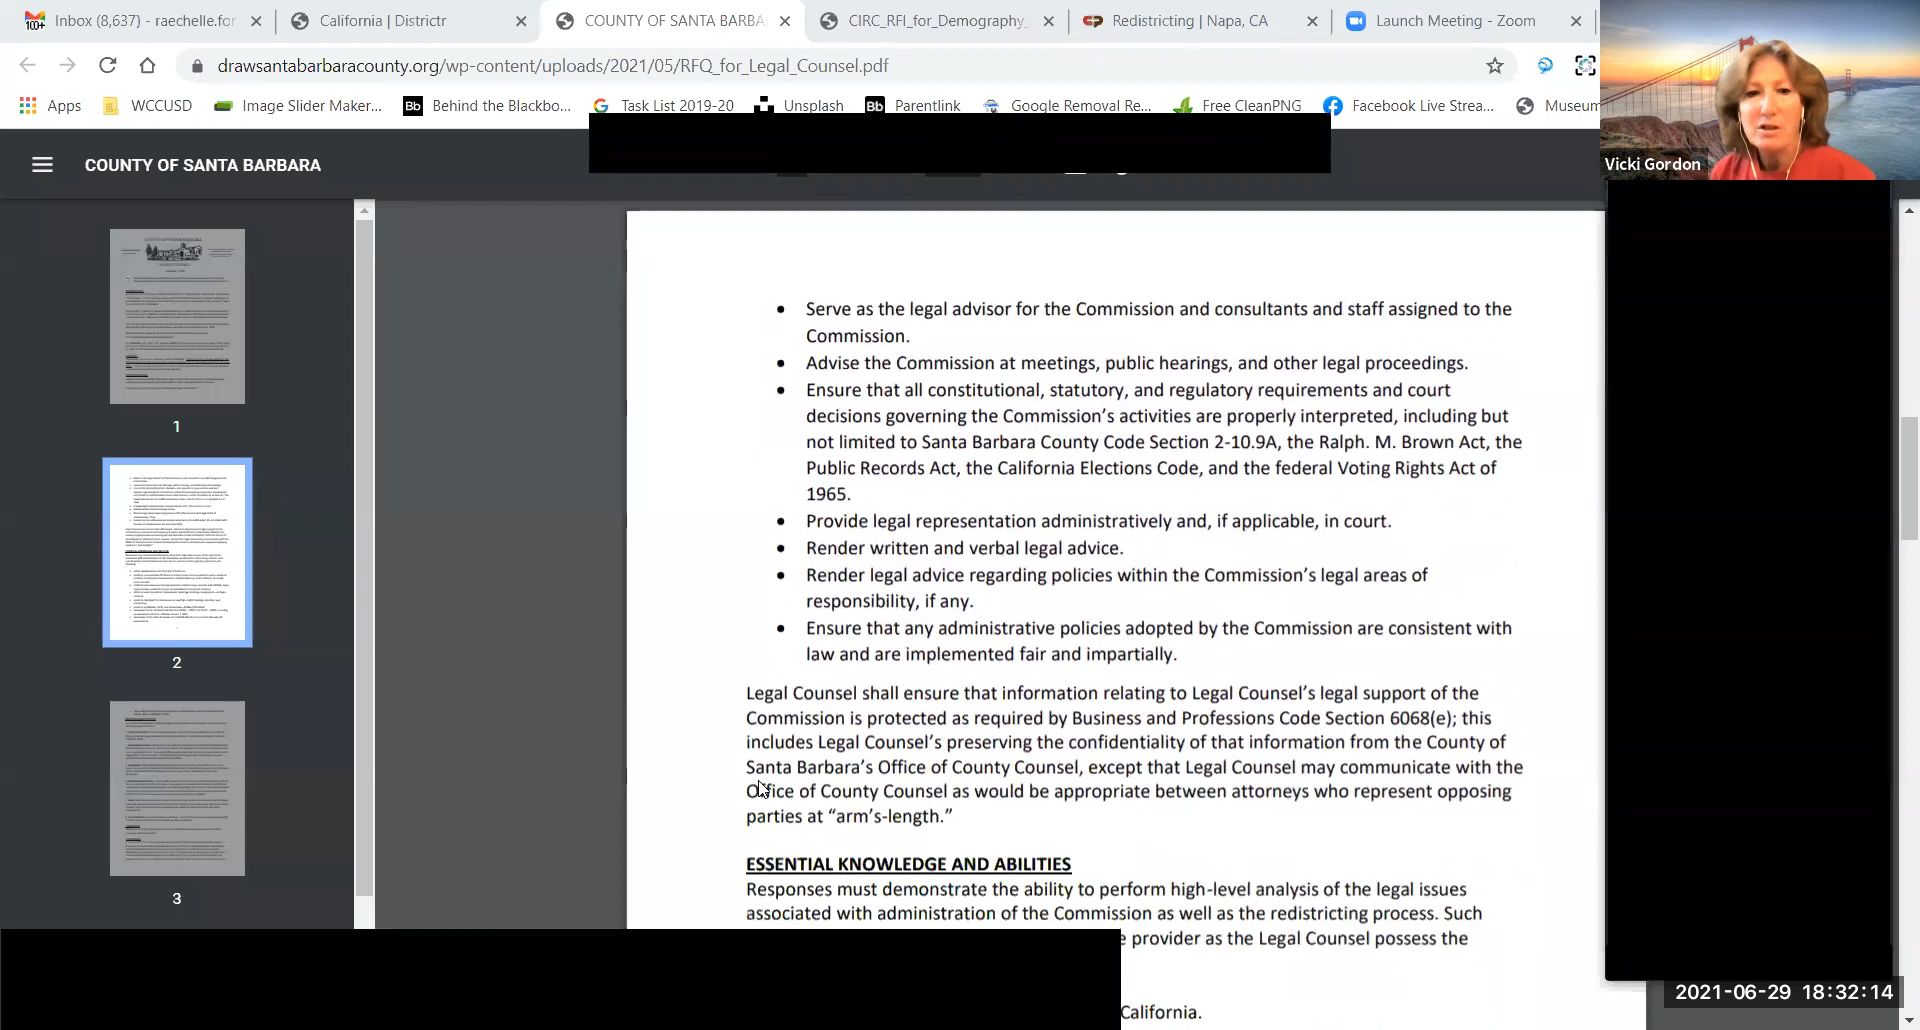 Inbox (8,637) - raechelle.for
California | Districtr
COUNTY OF SANTA BARBA
CIRC_RFI_for_Demography_
Redistricting | Napa, CA
Launch Meeting - Zoom
drawsantabarbaracounty.org/wp-content/uploads/2021/05/RFQ_for_Legal_Counsel.pdf
Apps
WCCUSD
Image Slider Maker...
Bb
Behind the Blackbo...
Task List 2019-20
Unsplash
Bb
Parentlink
Google Removal Re...
Free CleanPNG
Facebook Live Strea...
Museum
Vicki Gordon
COUNTY OF SANTA BARBARA
1
2
3
• Serve as the legal advisor for the Commission and consultants and staff assigned to the
Commission.
• Advise the Commission at meetings, public hearings, and other legal proceedings.
• Ensure that all constitutional, statutory, and regulatory requirements and court
decisions governing the Commission's activities are properly interpreted, including but
not limited to Santa Barbara County Code Section 2-10.9A, the Ralph. M. Brown Act, the
Public Records Act, the California Elections Code, and the federal Voting Rights Act of
1965.
• Provide legal representation administratively and, if applicable, in court.
• Render written and verbal legal advice.
• Render legal advice regarding policies within the Commission's legal areas of
responsibility, if any.
• Ensure that any administrative policies adopted by the Commission are consistent with
law and are implemented fair and impartially.
Legal Counsel shall ensure that information relating to Legal Counsel's legal support of the
Commission is protected as required by Business and Professions Code Section 6068(e); this
includes Legal Counsel's preserving the confidentiality of that information from the County of
Santa Barbara's Office of County Counsel, except that Legal Counsel may communicate with the
Office of County Counsel as would be appropriate between attorneys who represent opposing
parties at "arm's-length."
ESSENTIAL KNOWLEDGE AND ABILITIES
Responses must demonstrate the ability to perform high-level analysis of the legal issues
associated with administration of the Commission as well as the redistricting process. Such
provider as the Legal Counsel possess the
California.
2021-06-29 18:32:14